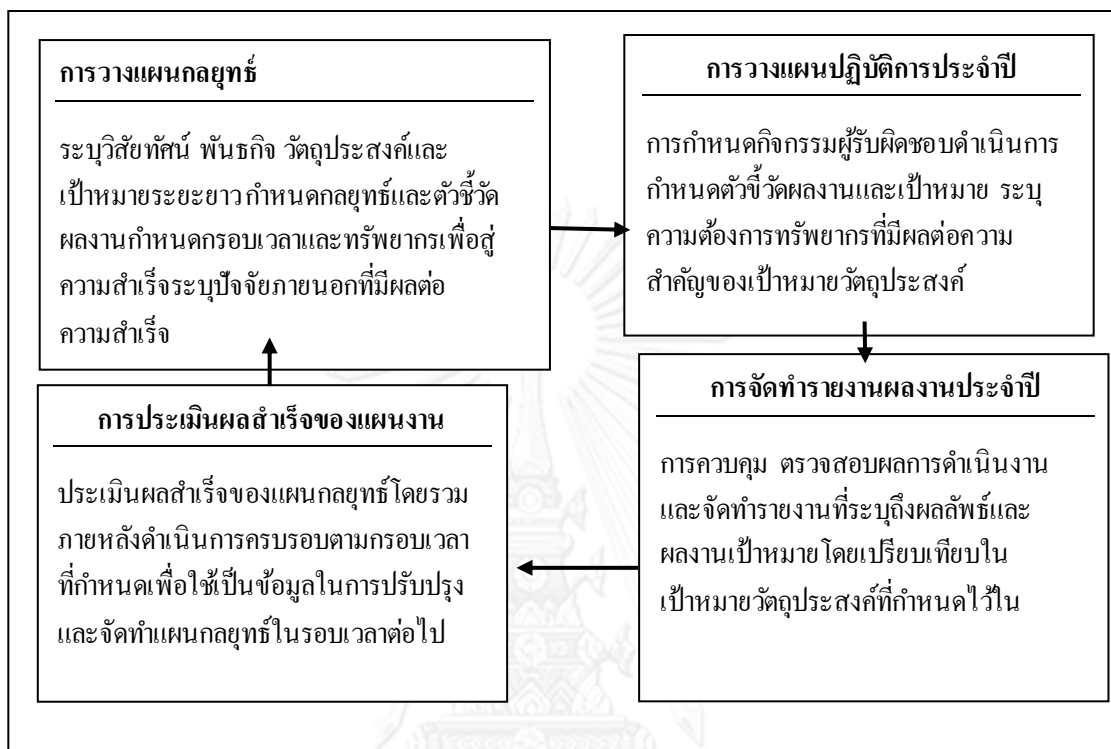 การวางแผนกลยุทธ์
ระบุวิสัยทัศน์ พันธกิจ วัตถุประสงค์และ
เป้าหมายระยะยาว กำหนดกลยุทธ์และตัวชี้วัด
ผลงานกำหนดกรอบเวลาและทรัพยากรเพื่อสู่
ความสำเร็จระบุปัจจัยภายนอกที่มีผลต่อ
ความสำเร็จ
การวางแผนปฏิบัติการประจำปี
การกำหนดกิจกรรมผู้รับผิดชอบดำเนินการ
กำหนดตัวขี้วัดผลงานและเป้าหมาย ระบุ
ความต้องการทรัพยากรที่มีผลต่อความ
สำคัญของเป้าหมายวัตถุประสงค์
การจัดทำรายงานผลงานประจำปี
การควบคุม ตรวจสอบผลการดำเนินงาน
และจัดทำรายงานที่ระบุถึงผลลัพธ์และ
ผลงานเป้าหมายโดยเปรียบเทียบใน
เป้าหมายวัตถุประสงค์ที่กำหนดไว้ใน
การประเมินผลสำเร็จของแผนงาน
ประเมินผลสำเร็จของแผนกลยุทธ์โดยรวม
ภายหลังดำเนินการครบรอบตามกรอบเวลา
ที่กำหนดเพื่อใช้เป็นข้อมูลในการปรับปรุง
และจัดทำแผนกลยุทธ์ในรอบเวลาต่อไป